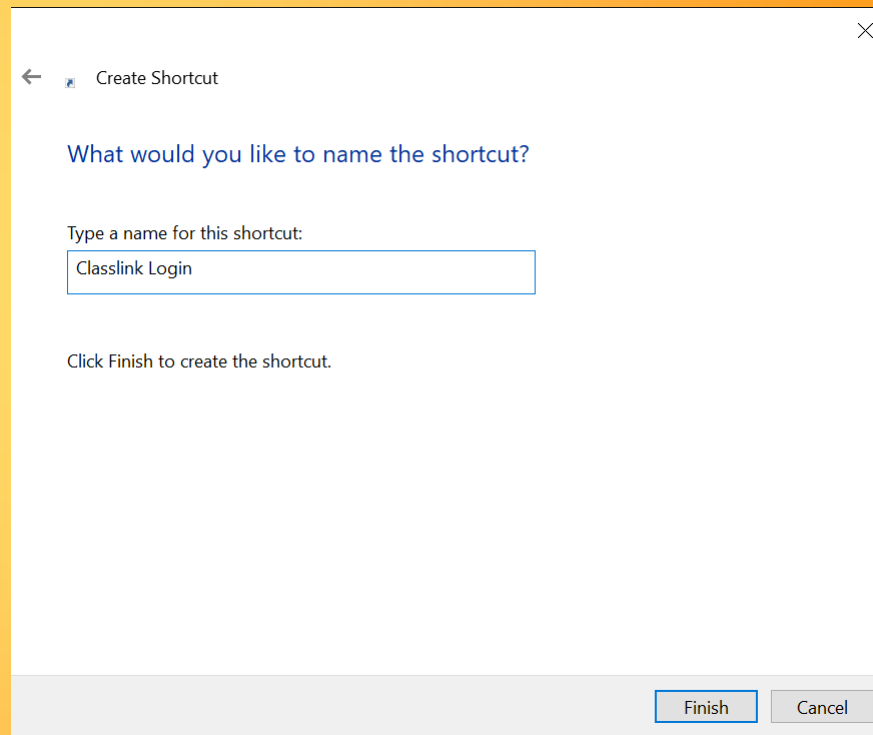 Create Shortcut
What would you like to name the shortcut?
Type a name for this shortcut:
Classlink Login
Click Finish to create the shortcut.
Finish Cancel